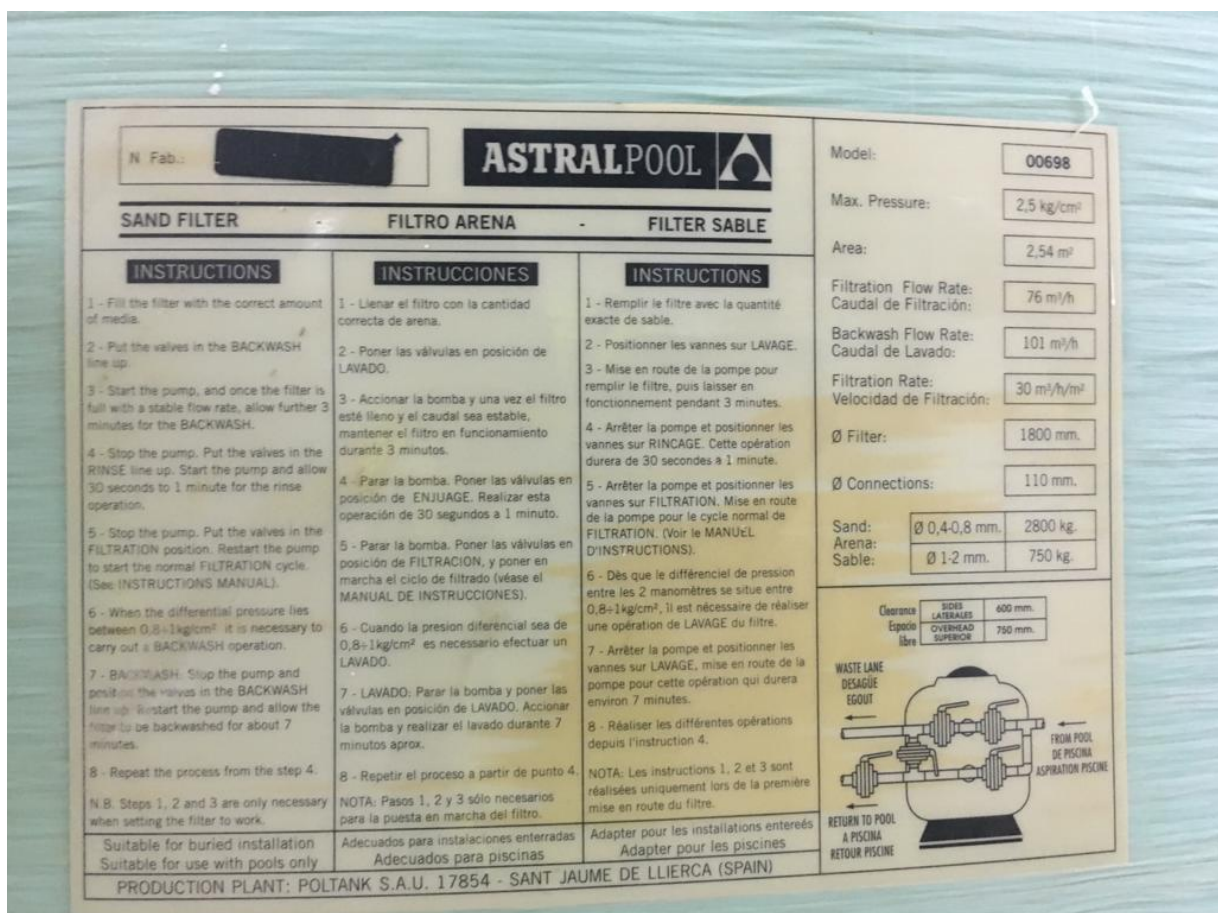 N Fab.:
ASTRALPOOL
SAND FILTER - FILTRO ARENA - FILTER SABLE
INSTRUCTIONS
1 - Fill the filter with the correct amount
of media.
2 - Put the valves in the BACKWASH
line up.
3 - Start the pump, and once the filter is
full with a stable flow rate, allow further 3
minutes for the BACKWASH.
4 - Stop the pump. Put the valves in the
RINSE line up. Start the pump and allow
30 seconds to 1 minute for the rinse
operation.
5 - Stop the pump. Put the valves in the
FILTRATION position. Restart the pump
to start the normal FILTRATION cycle.
(See INSTRUCTIONS MANUAL).
6 - When the differential pressure lies
between 0,8÷1kg/cm² it is necessary to
carry out a BACKWASH operation.
7 - BACKWASH. Stop the pump and
position the valves in the BACKWASH
line up. Restart the pump and allow the
filter to be backwashed for about 7
minutes.
8 - Repeat the process from the step 4.
N.B. Steps 1, 2 and 3 are only necessary
when setting the filter to work.
Suitable for buried installation
Suitable for use with pools only
INSTRUCCIONES
1 - Llenar el filtro con la cantidad
correcta de arena.
2 - Poner las válvulas en posición de
LAVADO.
3 - Accionar la bomba y una vez el filtro
esté lleno y el caudal sea estable,
mantener el filtro en funcionamiento
durante 3 minutos.
4 - Parar la bomba. Poner las válvulas en
posición de ENJUAGE. Realizar esta
operación de 30 segundos a 1 minuto.
5 - Parar la bomba. Poner las válvulas en
posición de FILTRACION, y poner en
marcha el ciclo de filtrado (véase el
MANUAL DE INSTRUCCIONES).
6 - Cuando la presion diferencial sea de
0,8÷1kg/cm² es necesario efectuar un
LAVADO.
7 - LAVADO: Parar la bomba y poner las
válvulas en posición de LAVADO. Accionar
la bomba y realizar el lavado durante 7
minutos aprox.
8 - Repetir el proceso a partir de punto 4.
NOTA: Pasos 1, 2 y 3 sólo necesarios
para la puesta en marcha del filtro.
Adecuados para instalaciones enterradas
Adecuados para piscinas
INSTRUCTIONS
1 - Remplir le filtre avec la quantité
exacte de sable.
2 - Positionner les vannes sur LAVAGE.
3 - Mise en route de la pompe pour
remplir le filtre, puis laisser en
fonctionnement pendant 3 minutes.
4 - Arrêter la pompe et positionner les
vannes sur RINCAGE. Cette opération
durera de 30 secondes a 1 minute.
5 - Arrêter la pompe et positionner les
vannes sur FILTRATION. Mise en route
de la pompe pour le cycle normal de
FILTRATION. (Voir le MANUEL
D'INSTRUCTIONS).
6 - Dès que le différenciel de pression
entre les 2 manomètres se situe entre
0,8÷1kg/cm², il est nécessaire de réaliser
une opération de LAVAGE du filtre.
7 - Arrêter la pompe et positionner les
vannes sur LAVAGE, mise en route de la
pompe pour cette opération qui durera
environ 7 minutes.
8 - Réaliser les différentes opérations
depuis l'instruction 4.
NOTA: Les instructions 1, 2 et 3 sont
réalisées uniquement lors de la première
mise en route du filtre.
Adapter pour les installations entereés
Adapter pour les piscines
PRODUCTION PLANT: POLTANK S.A.U. 17854 - SANT JAUME DE LLIERCA (SPAIN)
Model: 00698
Max. Pressure: 2,5 kg/cm²
Area: 2,54 m²
Filtration Flow Rate:
Caudal de Filtración: 76 m³/h
Backwash Flow Rate:
Caudal de Lavado: 101 m³/h
Filtration Rate:
Velocidad de Filtración: 30 m³/h/m²
Ø Filter: 1800 mm.
Ø Connections: 110 mm.
Sand: Ø 0,4-0,8 mm. 2800 kg.
Arena:
Sable: Ø 1-2 mm. 750 kg.
Clearance SIDES LATERALES 600 mm.
Espacio libre OVERHEAD SUPERIOR 750 mm.
WASTE LANE
DESAGÜE
EGOUT
FROM POOL
DE PISCINA
ASPIRATION PISCINE
RETURN TO POOL
A PISCINA
RETOUR PISCINE